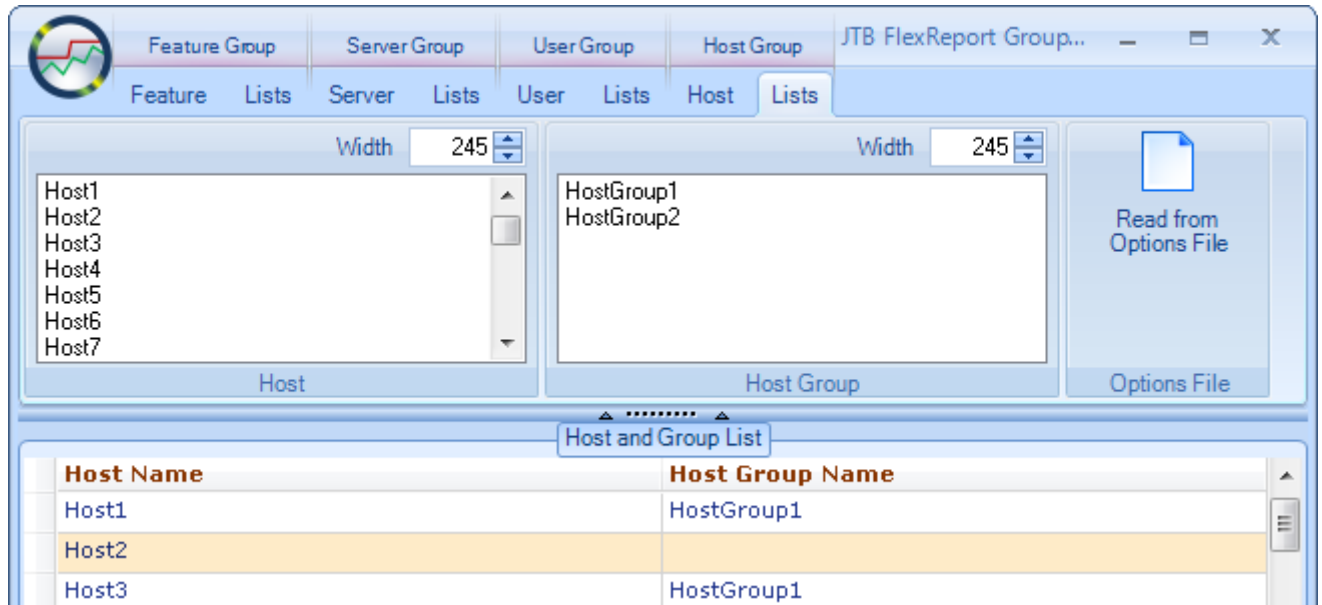 Feature Group Server Group User Group Host Group JTB FlexReport Group...
Feature Lists Server Lists User Lists Host Lists
Width 245 Width 245
Host1
Host2
Host3
Host4
Host5
Host6
Host7
HostGroup1
HostGroup2
Read from
Options File
Host Host Group Options File
Host and Group List
Host Name Host Group Name
Host1 HostGroup1
Host2
Host3 HostGroup1